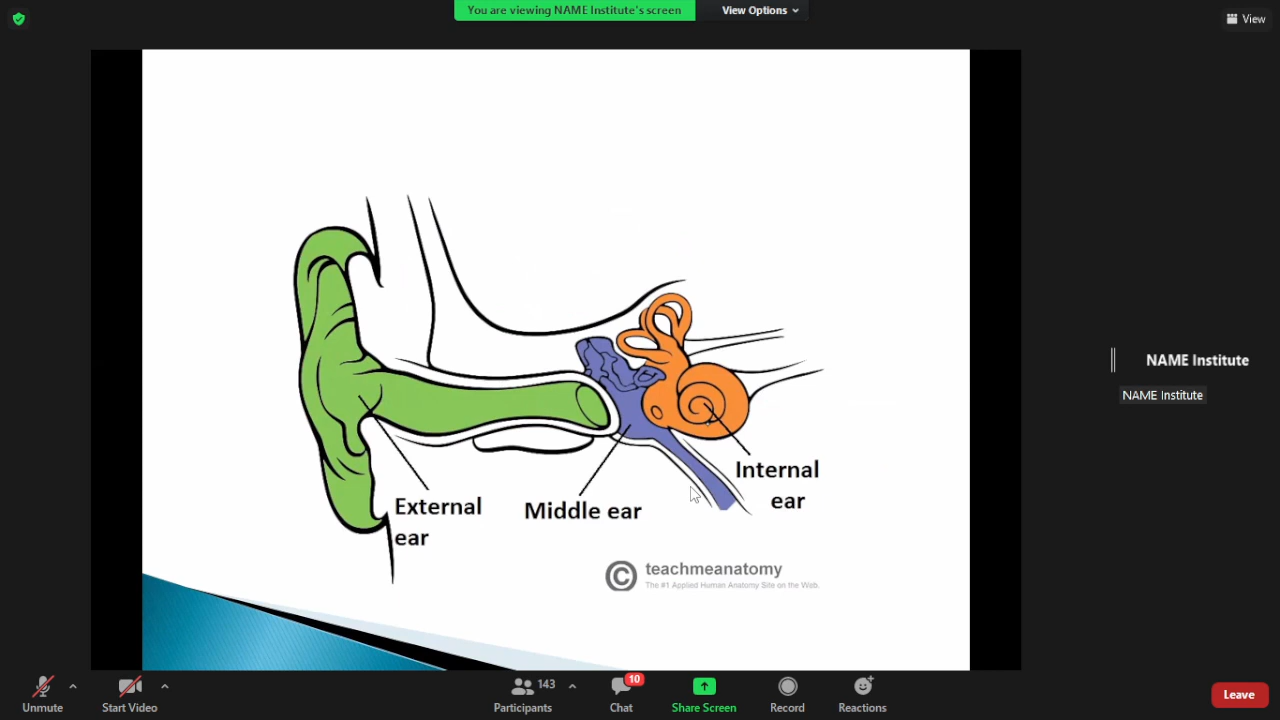 You are viewing NAME Institute's screen
View Options
View
External
ear
Middle ear
Internal
ear
© teachmeanatomy
The #1 Applied Human Anatomy Site on the Web.
NAME Institute
NAME Institute
Unmute
Start Video
143
Participants
10
Chat
Share Screen
Record
Reactions
Leave